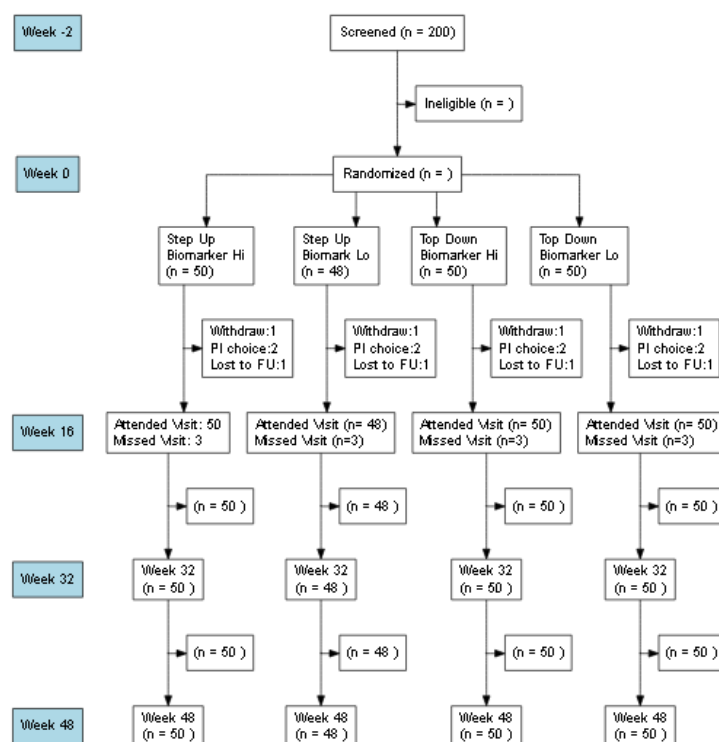 Week -2
Screened (n = 200)
Ineligible (n = )
Week 0
Randomized (n = )
Step Up
Biomarker Hi
(n = 50)
Step Up
Biomark Lo
(n = 48)
Top Down
Biomarker Hi
(n = 50)
Top Down
Biomarker Lo
(n = 50)
Withdraw:1
PI choice:2
Lost to FU:1
Withdraw:1
PI choice:2
Lost to FU:1
Withdraw:1
PI choice:2
Lost to FU:1
Withdraw:1
PI choice:2
Lost to FU:1
Week 16
Attended Visit: 50
Missed Visit: 3
Attended Visit (n= 48)
Missed Visit (n=3)
Attended Visit (n= 50)
Missed Visit (n=3)
Attended Visit (n= 50)
Missed Visit (n=3)
(n = 50 )
(n = 48 )
(n = 50 )
(n = 50 )
Week 32
Week 32
(n = 50 )
Week 32
(n = 48 )
Week 32
(n = 50 )
Week 32
(n = 50 )
(n = 50 )
(n = 48 )
(n = 50 )
(n = 50 )
Week 48
Week 48
(n = 50 )
Week 48
(n = 48 )
Week 48
(n = 50 )
Week 48
(n = 50 )